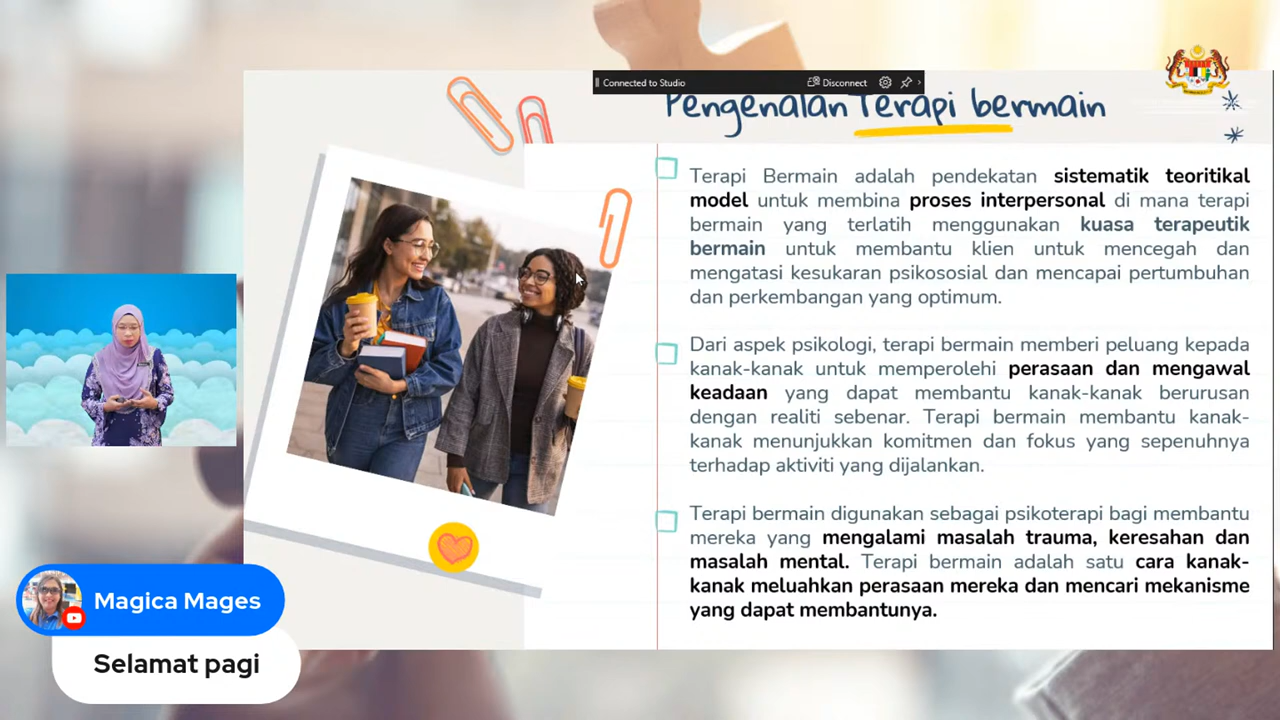 Connected to Studio
Disconnect
Pengenalan Terapi bermain
Terapi Bermain adalah pendekatan sistematik teoritikal
model untuk membina proses interpersonal di mana terapi
bermain yang terlatih menggunakan kuasa terapeutik
bermain untuk membantu klien untuk mencegah dan
mengatasi kesukaran psikososial dan mencapai pertumbuhan
dan perkembangan yang optimum.
Dari aspek psikologi, terapi bermain memberi peluang kepada
kanak-kanak untuk memperolehi perasaan dan mengawal
keadaan yang dapat membantu kanak-kanak berurusan
dengan realiti sebenar. Terapi bermain membantu kanak-
kanak menunjukkan komitmen dan fokus yang sepenuhnya
terhadap aktiviti yang dijalankan.
Terapi bermain digunakan sebagai psikoterapi bagi membantu
mereka yang mengalami masalah trauma, keresahan dan
masalah mental. Terapi bermain adalah satu cara kanak-
kanak meluahkan perasaan mereka dan mencari mekanisme
yang dapat membantunya.
Magica Mages
Selamat pagi